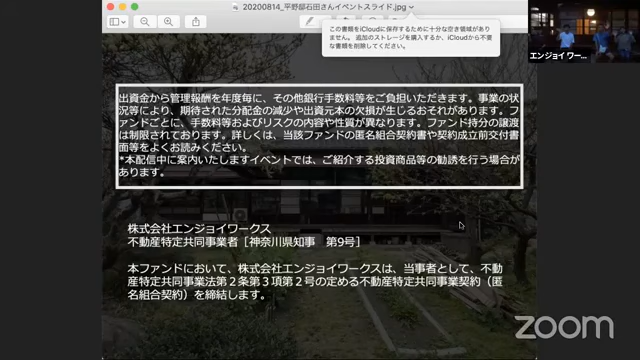 20200814_平野邸石田さんイベントスライド.jpg
この書類をiCloudに保存するために十分な空き領域がありま
せん。追加のストレージを購入するか、iCloudから不要
な書類を削除してください。
エンジョイ ワー...
出資金から管理報酬を年度毎に、その他銀行手数料等をご負担いただきます。事業の状
況等により、期待された分配金の減少や出資元本の欠損が生じるおそれがあります。フ
ァンドごとに、手数料等およびリスクの内容や性質が異なります。ファンド持分の譲渡
は制限されております。詳しくは、当該ファンドの匿名組合契約書や契約成立前交付書
面等をよくお読みください。
*本配信中に案内いたしますイベントでは、ご紹介する投資商品等の勧誘を行う場合が
あります。
株式会社エンジョイワークス
不動産特定共同事業者［神奈川県知事　第9号］
本ファンドにおいて、株式会社エンジョイワークスは、当事者として、不動
産特定共同事業法第２条第３項第２号の定める不動産特定共同事業契約（匿
名組合契約）を締結します。
zoom